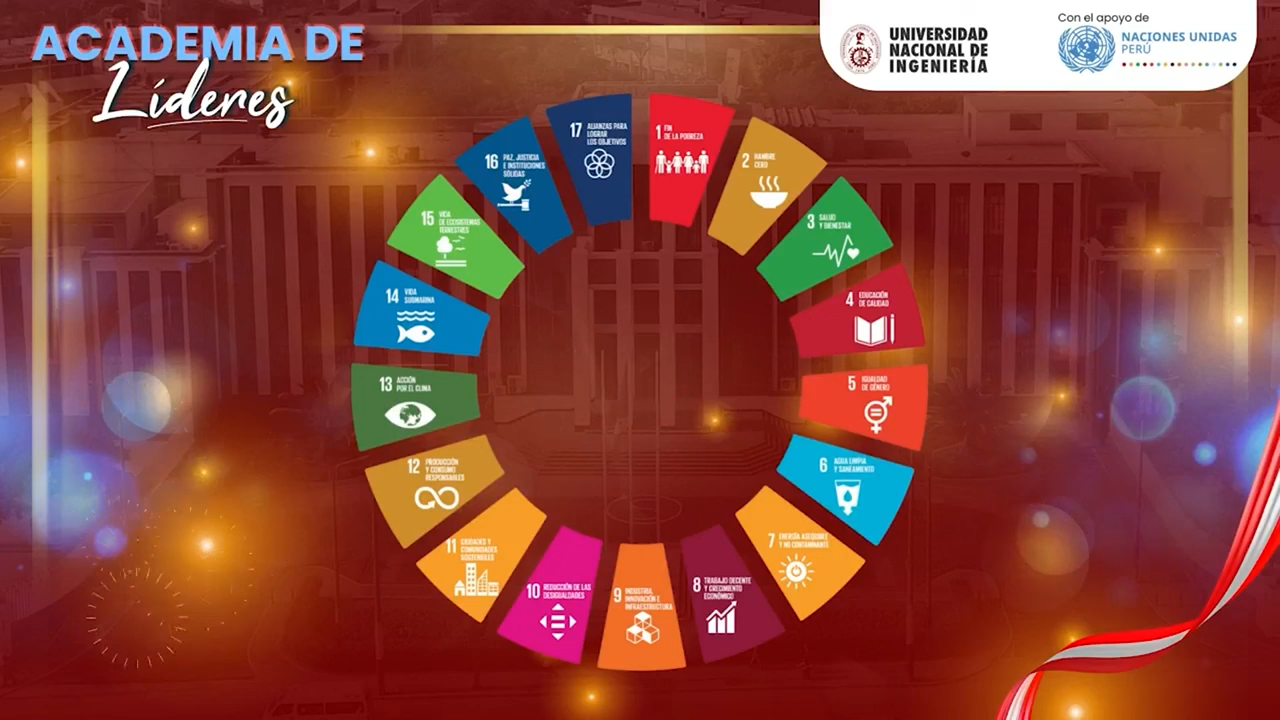 ACADEMIA DE
Líderes
UNIVERSIDAD
NACIONAL DE
INGENIERÍA
Con el apoyo de
NACIONES UNIDAS
PERÚ
1 FIN
DE LA POBREZA
2 HAMBRE
CERO
3 SALUD
Y BIENESTAR
4 EDUCACIÓN
DE CALIDAD
5 IGUALDAD
DE GÉNERO
6 AGUA LIMPIA
Y SANEAMIENTO
7 ENERGÍA ASEQUIBLE
Y NO CONTAMINANTE
8 TRABAJO DECENTE
Y CRECIMIENTO
ECONÓMICO
9 INDUSTRIA,
INNOVACIÓN E
INFRAESTRUCTURA
10 REDUCCIÓN DE LAS
DESIGUALDADES
11 CIUDADES Y
COMUNIDADES
SOSTENIBLES
12 PRODUCCIÓN
Y CONSUMO
RESPONSABLES
13 ACCIÓN
POR EL CLIMA
14 VIDA
SUBMARINA
15 VIDA
DE ECOSISTEMAS
TERRESTRES
16 PAZ, JUSTICIA
E INSTITUCIONES
SÓLIDAS
17 ALIANZAS PARA
LOGRAR
LOS OBJETIVOS